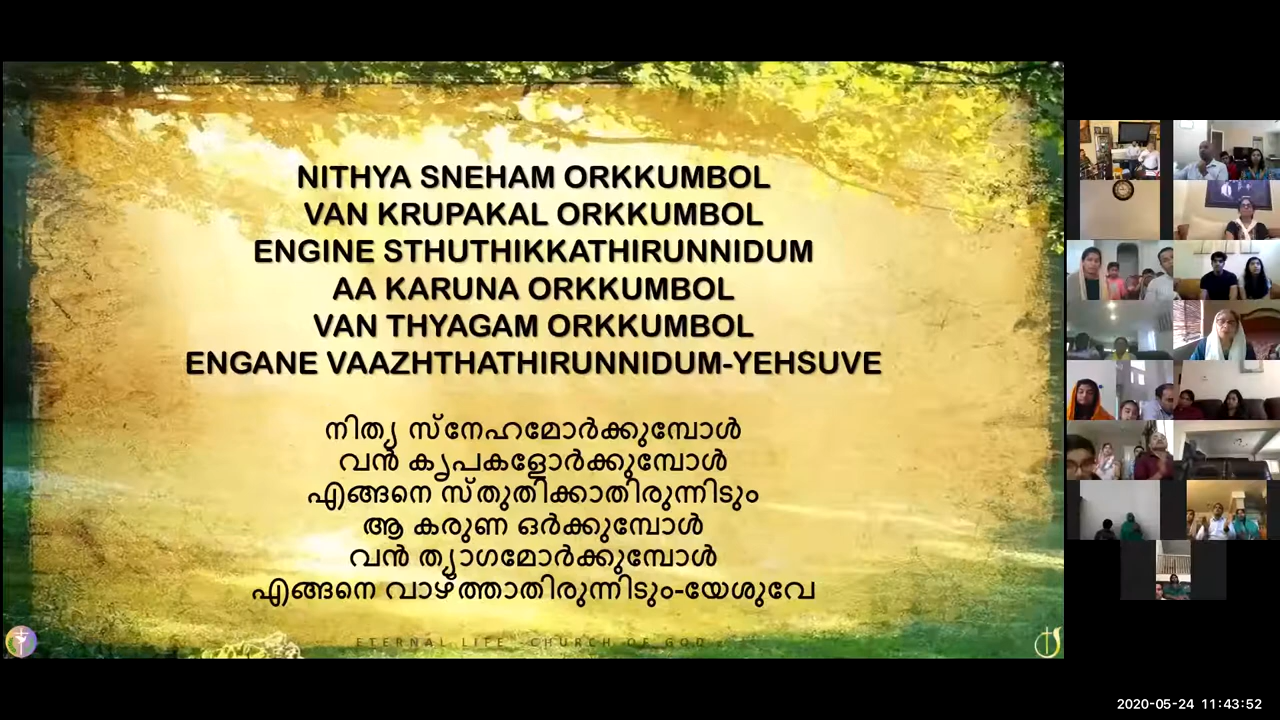 NITHYA SNEHAM ORKKUMBOL
VAN KRUPAKAL ORKKUMBOL
ENGINE STHUTHIKKATHIRUNNIDUM
AA KARUNA ORKKUMBOL
VAN THYAGAM ORKKUMBOL
ENGANE VAAZHTHATHIRUNNIDUM-YEHSUVE
നിത്യ സ്നേഹമോർക്കുമ്പോൾ
വൻ കൃപകളോർക്കുമ്പോൾ
എങ്ങനെ സ്തുതിക്കാതിരുന്നിടും
ആ കരുണ ഒർക്കുമ്പോൾ
വൻ ത്യാഗമോർക്കുമ്പോൾ
എങ്ങനെ വാഴ്ത്താതിരുന്നിടും-യേശുവേ
ETERNAL LIFE CHURCH OF GOD
2020-05-24 11:43:52